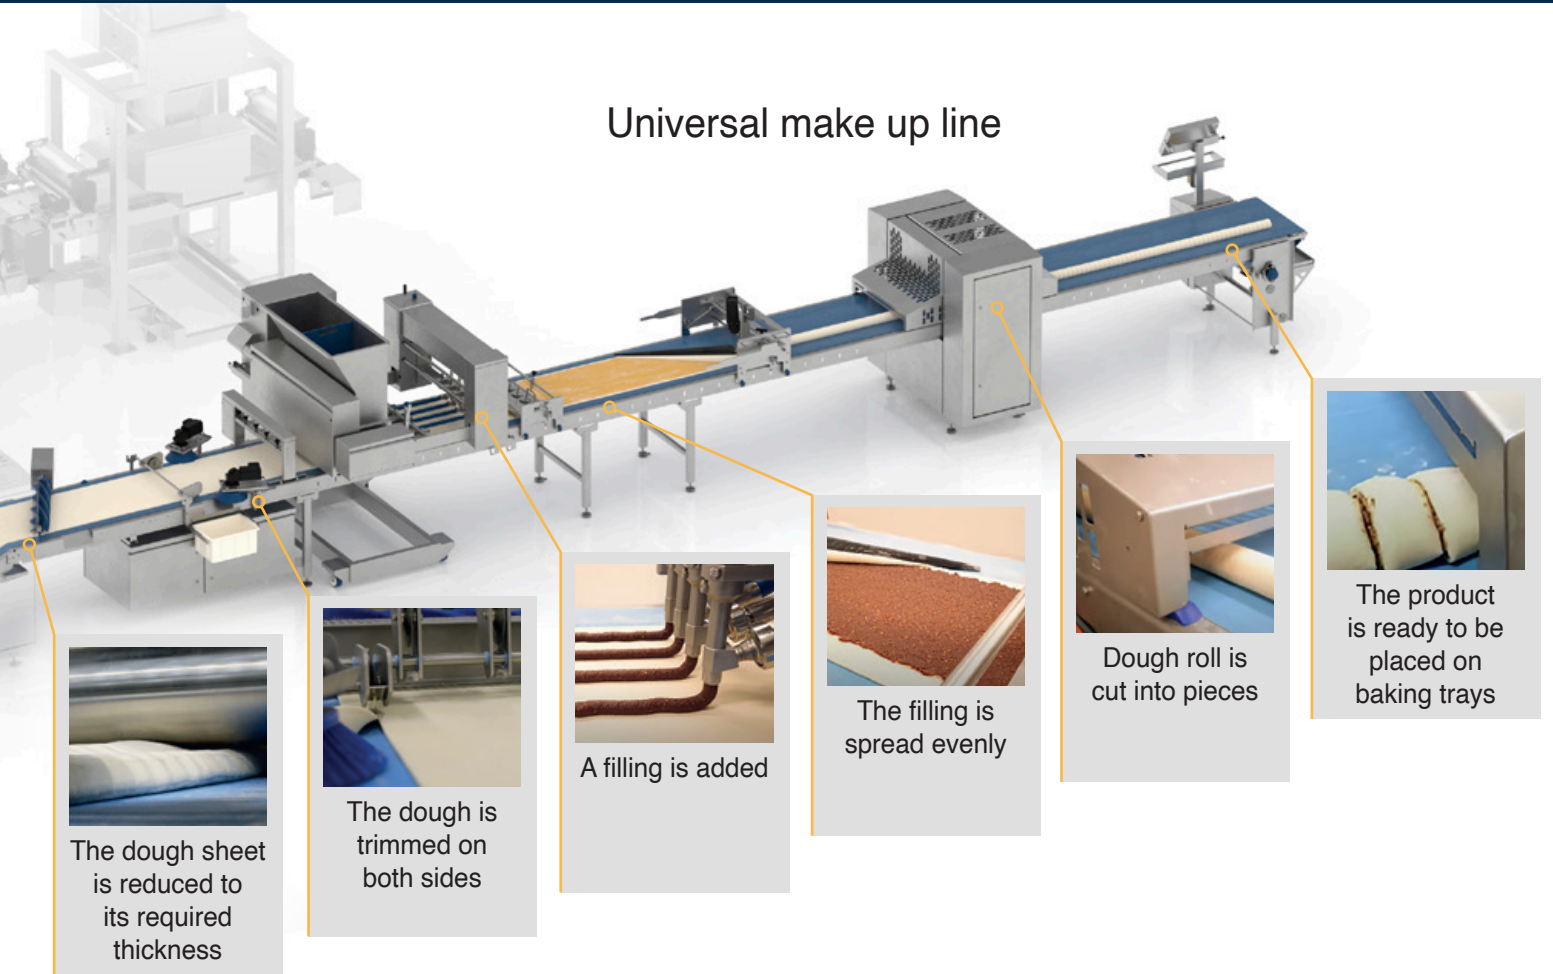 Universal make up line
The dough sheet
is reduced to
its required
thickness
The dough is
trimmed on
both sides
A filling is added
The filling is
spread evenly
Dough roll is
cut into pieces
The product
is ready to be
placed on
baking trays